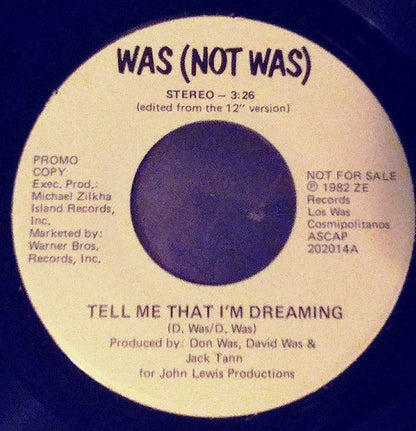 WAS (NOT WAS)
STEREO – 3:26
(edited from the 12" version)
PROMO
COPY
Exec. Prod.:
Michael Zilkha
Island Records,
Inc.
Marketed by:
Warner Bros.
Records, Inc.
NOT FOR SALE
℗ 1982 ZE
Records
Los Was
Cosmipolitanos
ASCAP
202014A
TELL ME THAT I'M DREAMING
(D. Was/D. Was)
Produced by: Don Was, David Was &
Jack Tann
for John Lewis Productions